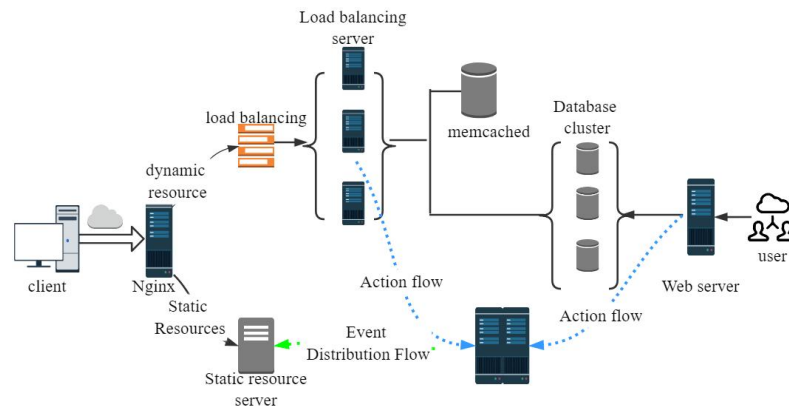 Load balancing
server
load balancing
memcached
Database
cluster
dynamic
resource
client
Nginx
Web server
user
Static
Resources
Action flow
Action flow
Event
Distribution Flow
Static resource
server